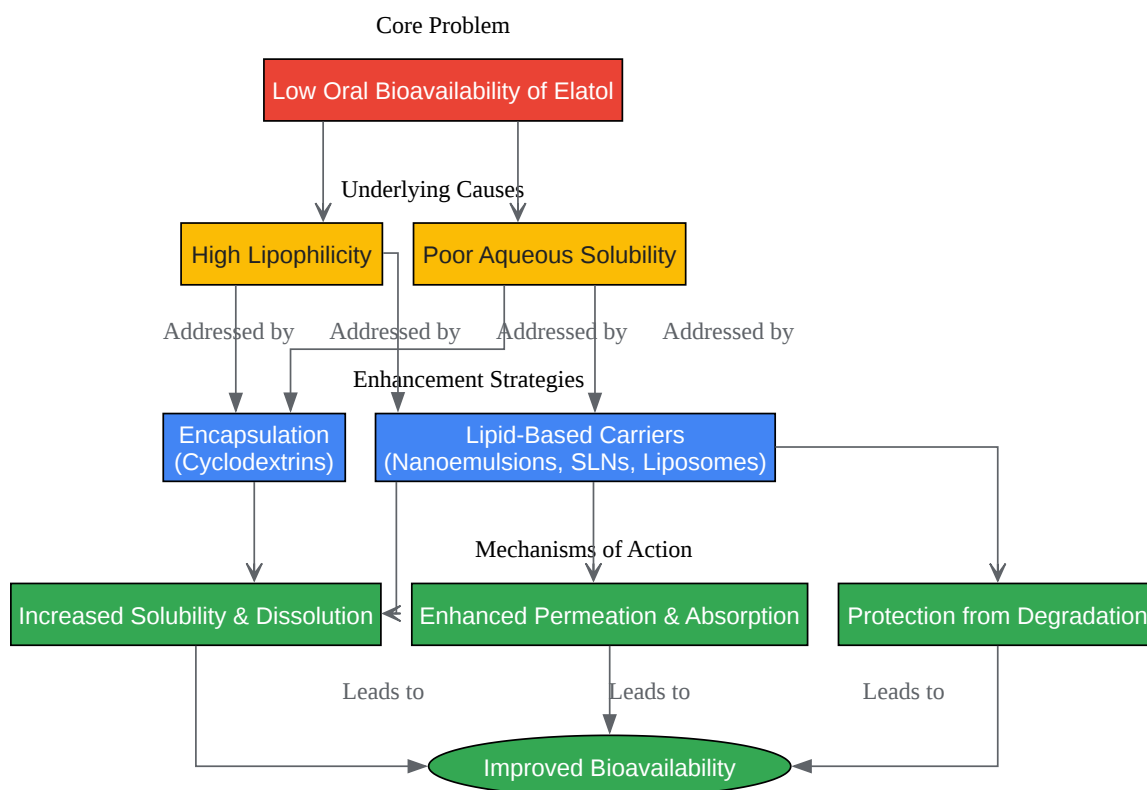 Core Problem
Low Oral Bioavailability of Elatol
Underlying Causes
High Lipophilicity
Poor Aqueous Solubility
Addressed by
Addressed by
Addressed by
Addressed by
Enhancement Strategies
Encapsulation
(Cyclodextrins)
Lipid-Based Carriers
(Nanoemulsions, SLNs, Liposomes)
Mechanisms of Action
Increased Solubility & Dissolution
Enhanced Permeation & Absorption
Protection from Degradation
Leads to
Leads to
Leads to
Improved Bioavailability